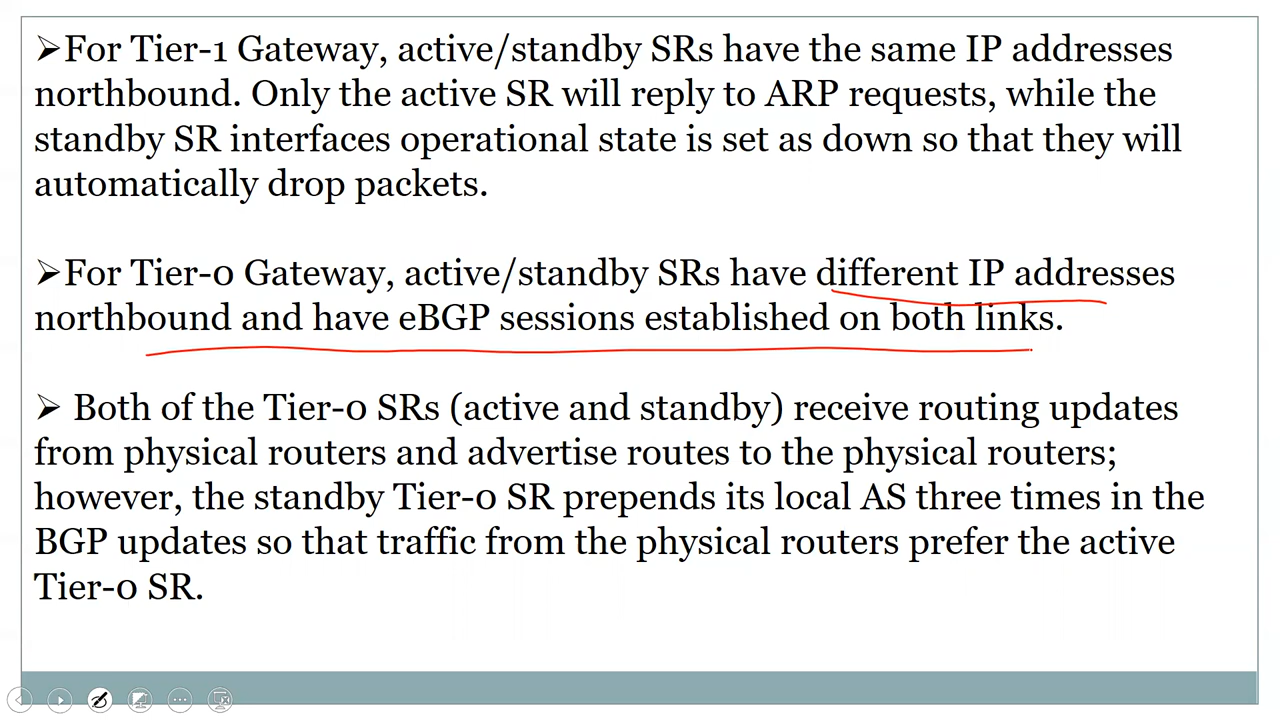 ➢For Tier-1 Gateway, active/standby SRs have the same IP addresses
northbound. Only the active SR will reply to ARP requests, while the
standby SR interfaces operational state is set as down so that they will
automatically drop packets.
➢For Tier-0 Gateway, active/standby SRs have different IP addresses
northbound and have eBGP sessions established on both links.
➢ Both of the Tier-0 SRs (active and standby) receive routing updates
from physical routers and advertise routes to the physical routers;
however, the standby Tier-0 SR prepends its local AS three times in the
BGP updates so that traffic from the physical routers prefer the active
Tier-0 SR.